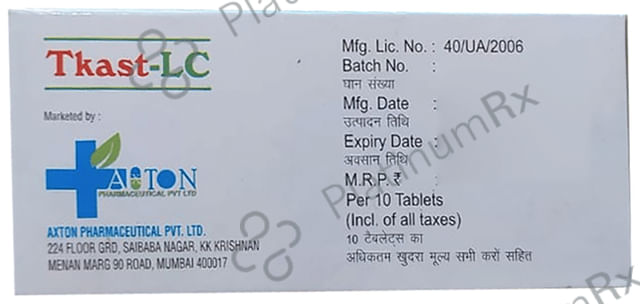 Tkast-LC
Marketed by :
AXTON
PHARMACEUTICAL PVT LTD
AXTON PHARMACEUTICAL PVT. LTD.
224 FLOOR GRD, SAIBABA NAGAR, KK KRISHNAN
MENAN MARG 90 ROAD, MUMBAI 400017
Mfg. Lic. No. : 40/UA/2006
Batch No. :
घान संख्या
Mfg. Date :
उत्पादन तिथि
Expiry Date :
अवसान तिथि
M.R.P. ₹ :
Per 10 Tablets
(Incl. of all taxes)
10 टैबलेट्स का
अधिकतम खुदरा मूल्य सभी करों सहित
PlatinumRx